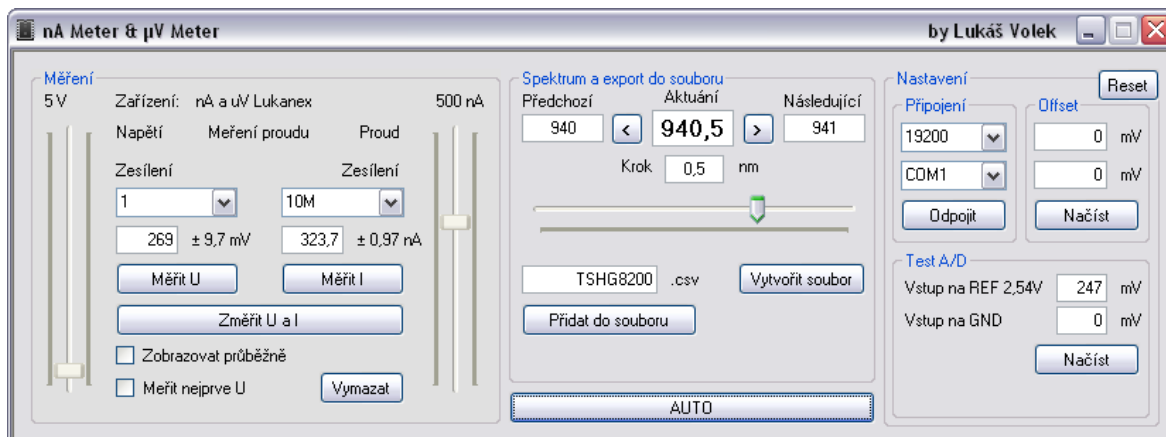 nA Meter & µV Meter by Lukáš Volek
Měření
5 V Zařízení: nA a uV Lukanex 500 nA
Napětí Meření proudu Proud
Zesílení Zesílení
1 10M
269 ± 9,7 mV 323,7 ± 0,97 nA
Měřit U Měřit I
Změřit U a I
Zobrazovat průběžně
Meřit nejprve U Vymazat
Spektrum a export do souboru
Předchozí Aktuání Následující
940 < 940,5 > 941
Krok 0,5 nm
TSHG8200 .csv Vytvořit soubor
Přidat do souboru
AUTO
Nastavení Reset
Připojení
19200
COM1
Odpojit
Offset
0 mV
0 mV
Načíst
Test A/D
Vstup na REF 2,54V 247 mV
Vstup na GND 0 mV
Načíst